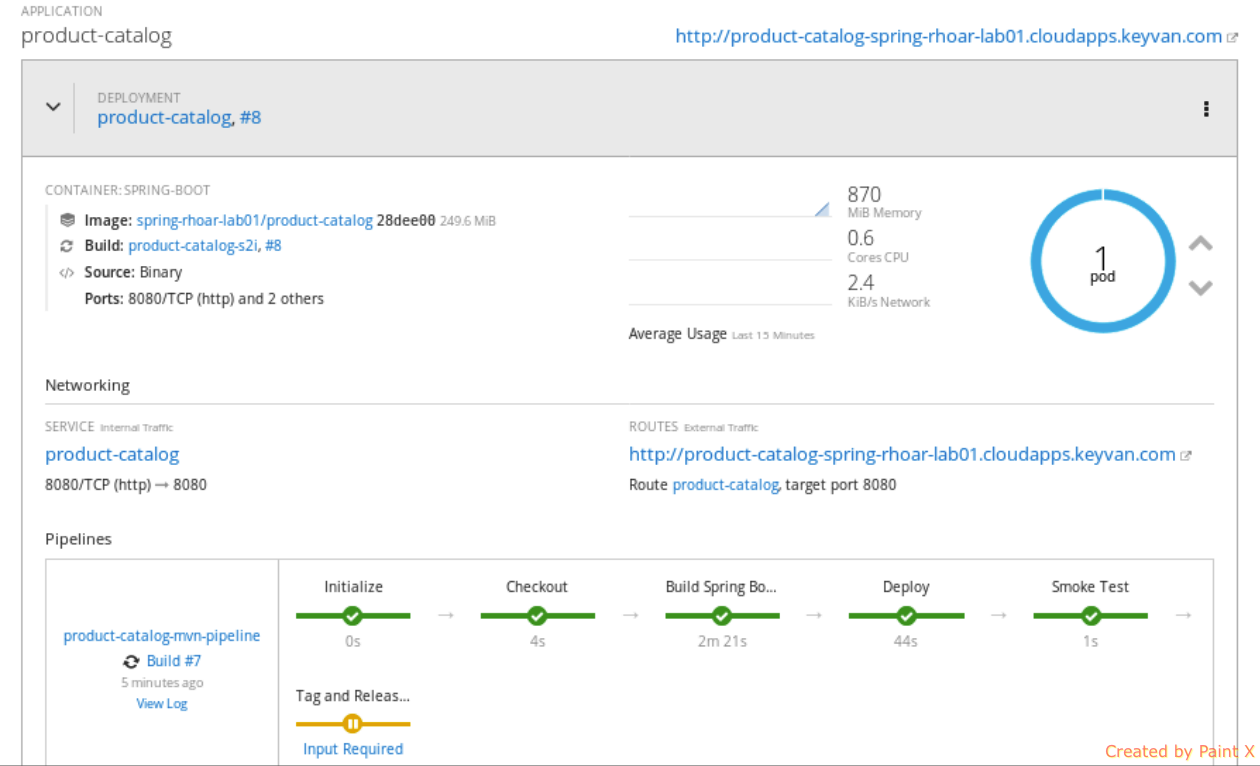 APPLICATION
product-catalog
http://product-catalog-spring-rhoar-lab01.cloudapps.keyvan.com
DEPLOYMENT
product-catalog, #8
CONTAINER: SPRING-BOOT
Image: spring-rhoar-lab01/product-catalog 28dee00 249.6 MiB
Build: product-catalog-s2i, #8
Source: Binary
Ports: 8080/TCP (http) and 2 others
870
MiB Memory
0.6
Cores CPU
2.4
KiB/s Network
Average Usage Last 15 Minutes
1
pod
Networking
SERVICE Internal Traffic
product-catalog
8080/TCP (http) → 8080
ROUTES External Traffic
http://product-catalog-spring-rhoar-lab01.cloudapps.keyvan.com
Route product-catalog, target port 8080
Pipelines
product-catalog-mvn-pipeline
Build #7
5 minutes ago
View Log
Initialize
0s
Checkout
4s
Build Spring Bo...
2m 21s
Deploy
44s
Smoke Test
1s
Tag and Releas...
Input Required
Created by Paint X